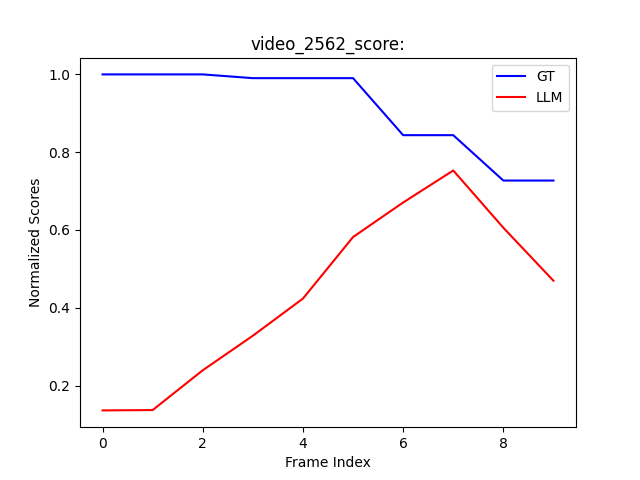 video_2562_score:
GT
LLM
Normalized Scores
1.0
0.8
0.6
0.4
0.2
0 2 4 6 8
Frame Index